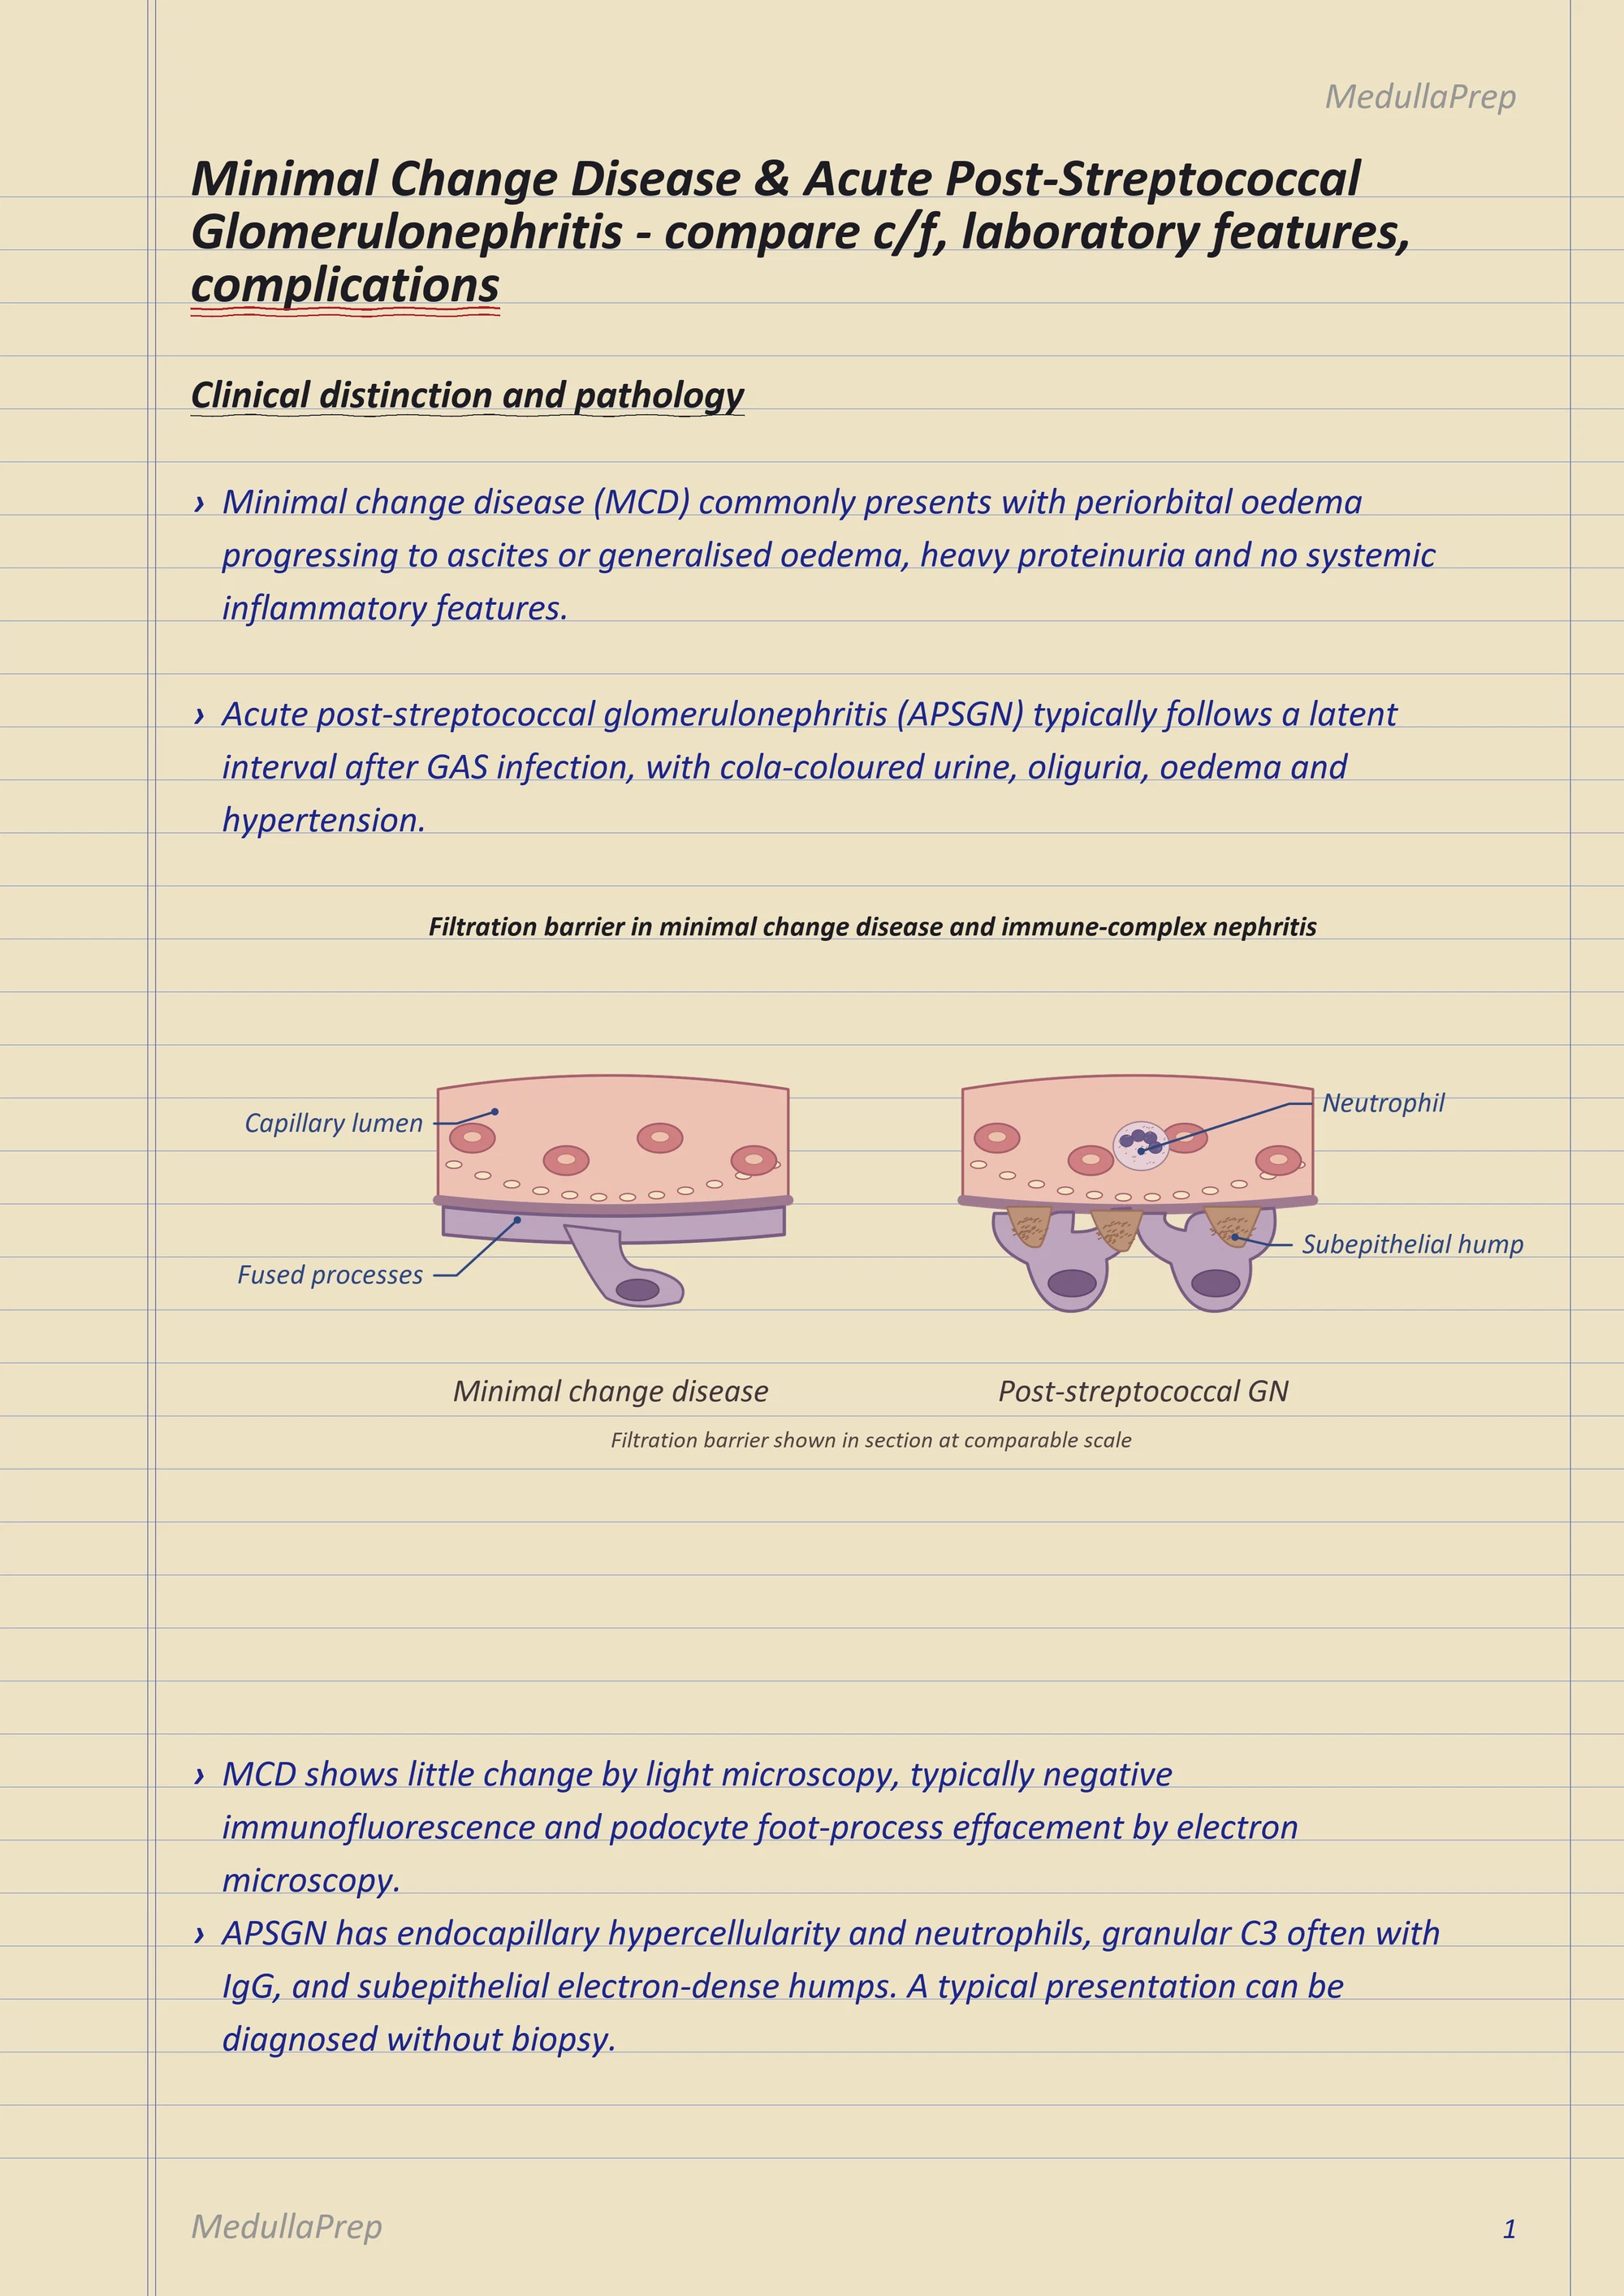 MedullaPrep
Minimal Change Disease & Acute Post-Streptococcal
Glomerulonephritis - compare c/f, laboratory features,
complications
Clinical distinction and pathology
› Minimal change disease (MCD) commonly presents with periorbital oedema
progressing to ascites or generalised oedema, heavy proteinuria and no systemic
inflammatory features.
› Acute post-streptococcal glomerulonephritis (APSGN) typically follows a latent
interval after GAS infection, with cola-coloured urine, oliguria, oedema and
hypertension.
Filtration barrier in minimal change disease and immune-complex nephritis
Capillary lumen
Neutrophil
Fused processes
Subepithelial hump
Minimal change disease
Post-streptococcal GN
Filtration barrier shown in section at comparable scale
› MCD shows little change by light microscopy, typically negative
immunofluorescence and podocyte foot-process effacement by electron
microscopy.
› APSGN has endocapillary hypercellularity and neutrophils, granular C3 often with
IgG, and subepithelial electron-dense humps. A typical presentation can be
diagnosed without biopsy.
MedullaPrep
1